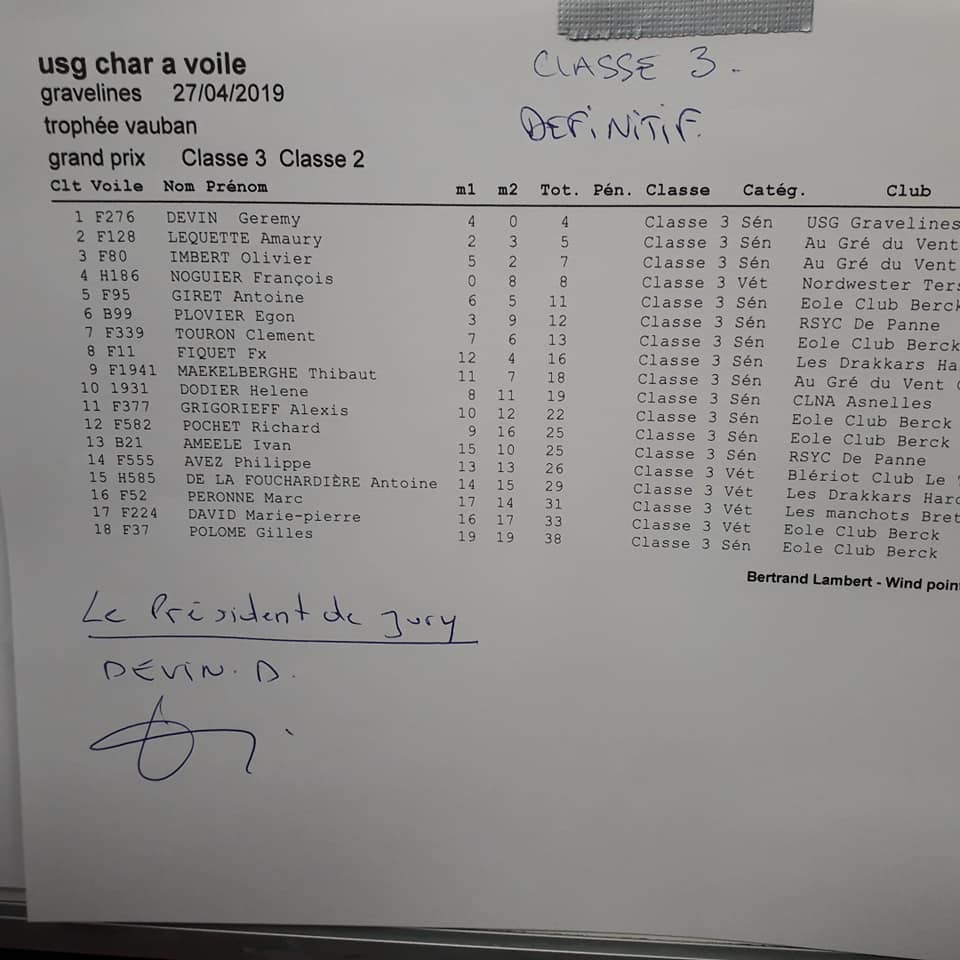 usg char a voile
CLASSE 3.
gravelines 27/04/2019
DEFINITIF.
trophée vauban
grand prix Classe 3 Classe 2
Clt Voile Nom Prénom m1 m2 Tot. Pén. Classe Catég. Club
1 F276 DEVIN Geremy 4 0 4 Classe 3 Sén USG Gravelines
2 F128 LEQUETTE Amaury 2 3 5 Classe 3 Sén Au Gré du Vent
3 F80 IMBERT Olivier 5 2 7 Classe 3 Sén Au Gré du Vent
4 H186 NOGUIER François 0 8 8 Classe 3 Vét Nordwester Ters
5 F95 GIRET Antoine 6 5 11 Classe 3 Sén Eole Club Berck
6 B99 PLOVIER Egon 3 9 12 Classe 3 Sén RSYC De Panne
7 F339 TOURON Clement 7 6 13 Classe 3 Sén Eole Club Berck
8 F11 FIQUET Fx 12 4 16 Classe 3 Sén Les Drakkars Ha
9 F1941 MAEKELBERGHE Thibaut 11 7 18 Classe 3 Sén Au Gré du Vent
10 1931 DODIER Helene 8 11 19 Classe 3 Sén CLNA Asnelles
11 F377 GRIGORIEFF Alexis 10 12 22 Classe 3 Sén Eole Club Berck
12 F582 POCHET Richard 9 16 25 Classe 3 Sén Eole Club Berck
13 B21 AMEELE Ivan 15 10 25 Classe 3 Sén RSYC De Panne
14 F555 AVEZ Philippe 13 13 26 Classe 3 Vét Blériot Club Le
15 H585 DE LA FOUCHARDIÈRE Antoine 14 15 29 Classe 3 Vét Les Drakkars Haro
16 F52 PERONNE Marc 17 14 31 Classe 3 Vét Les manchots Bret
17 F224 DAVID Marie-pierre 16 17 33 Classe 3 Vét Eole Club Berck
18 F37 POLOME Gilles 19 19 38 Classe 3 Sén Eole Club Berck
Bertrand Lambert - Wind poin
Le Président de jury
DEVIN. D.